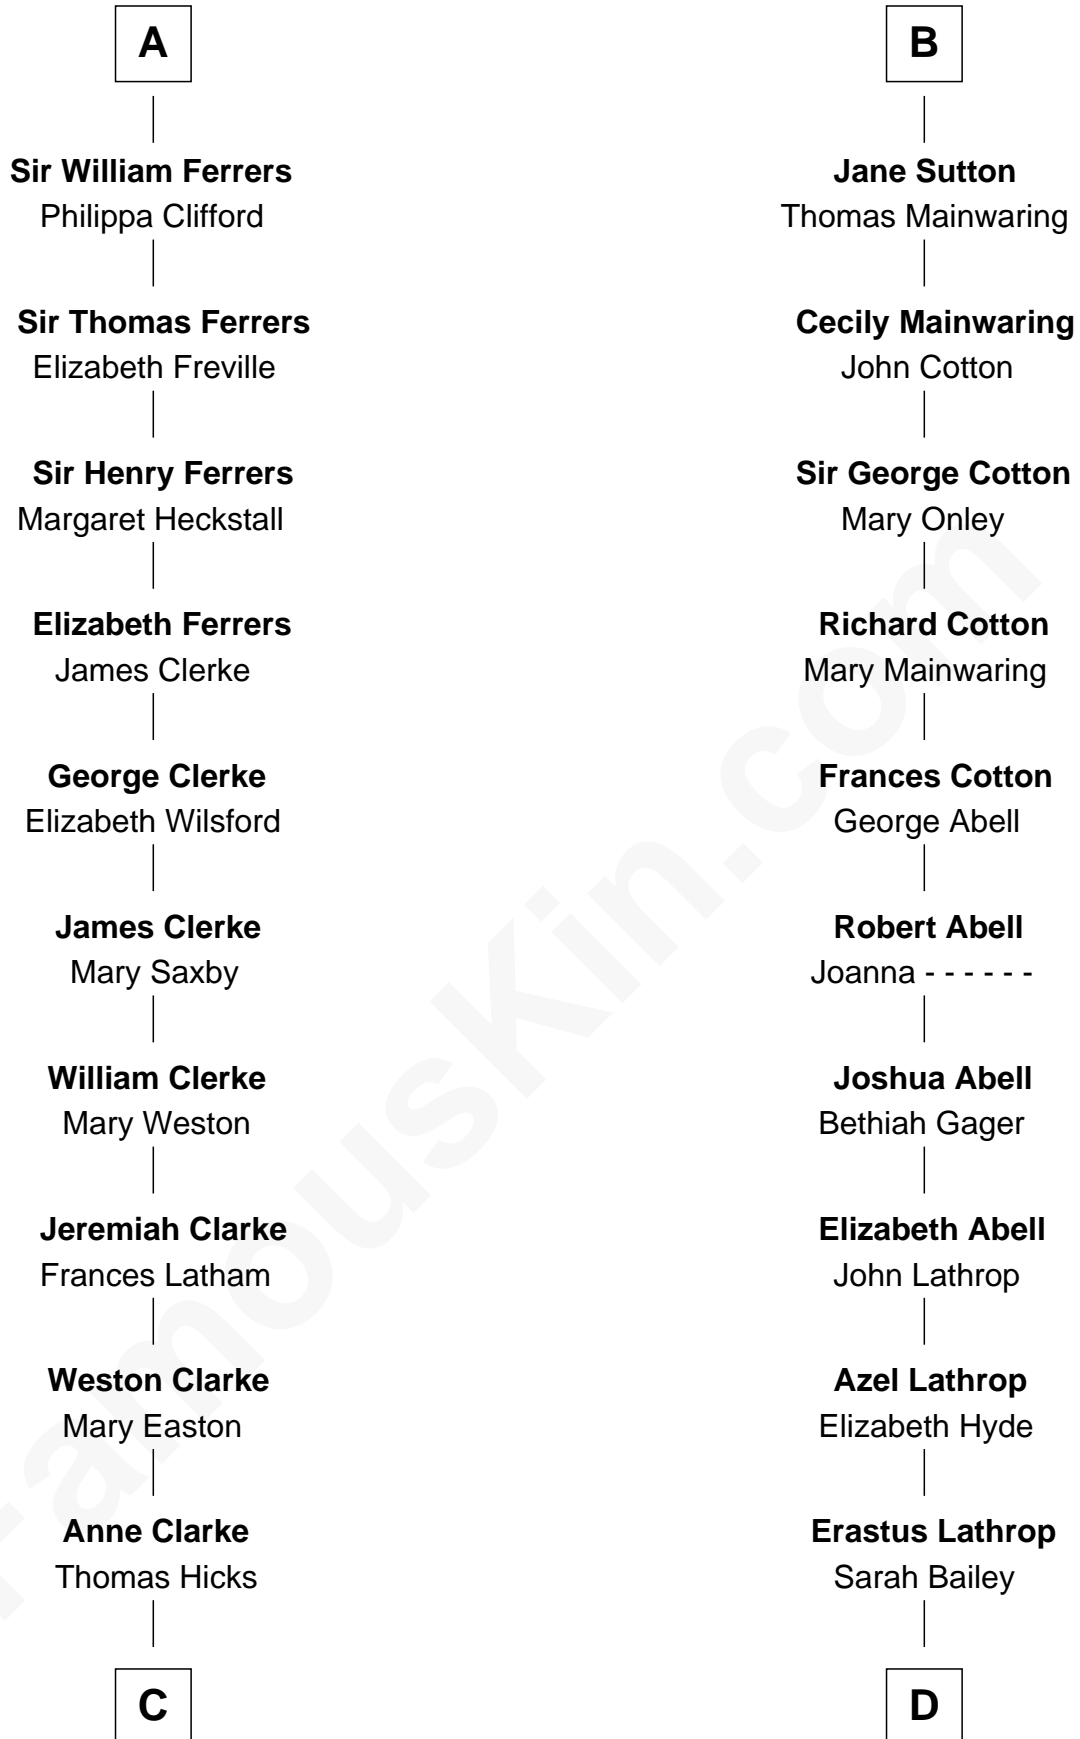 A
Sir William Ferrers
Philippa Clifford
Sir Thomas Ferrers
Elizabeth Freville
Sir Henry Ferrers
Margaret Heckstall
Elizabeth Ferrers
James Clerke
George Clerke
Elizabeth Wilsford
James Clerke
Mary Saxby
William Clerke
Mary Weston
Jeremiah Clarke
Frances Latham
Weston Clarke
Mary Easton
Anne Clarke
Thomas Hicks
C
B
Jane Sutton
Thomas Mainwaring
Cecily Mainwaring
John Cotton
Sir George Cotton
Mary Onley
Richard Cotton
Mary Mainwaring
Frances Cotton
George Abell
Robert Abell
Joanna - - - - - -
Joshua Abell
Bethiah Gager
Elizabeth Abell
John Lathrop
Azel Lathrop
Elizabeth Hyde
Erastus Lathrop
Sarah Bailey
D
FamousKin.com